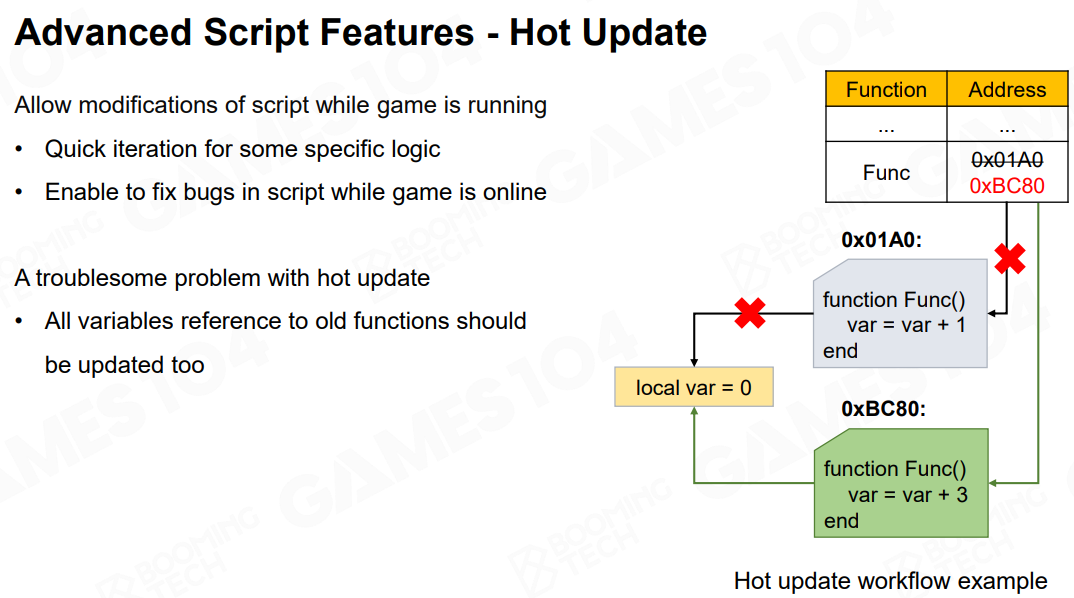 Advanced Script Features - Hot Update
Allow modifications of script while game is running
• Quick iteration for some specific logic
• Enable to fix bugs in script while game is online
A troublesome problem with hot update
• All variables reference to old functions should
be updated too
Function Address
... ...
Func 0x01A0
0xBC80
0x01A0:
function Func()
var = var + 1
end
local var = 0
0xBC80:
function Func()
var = var + 3
end
Hot update workflow example
GAMES 104
BOOMING TECH